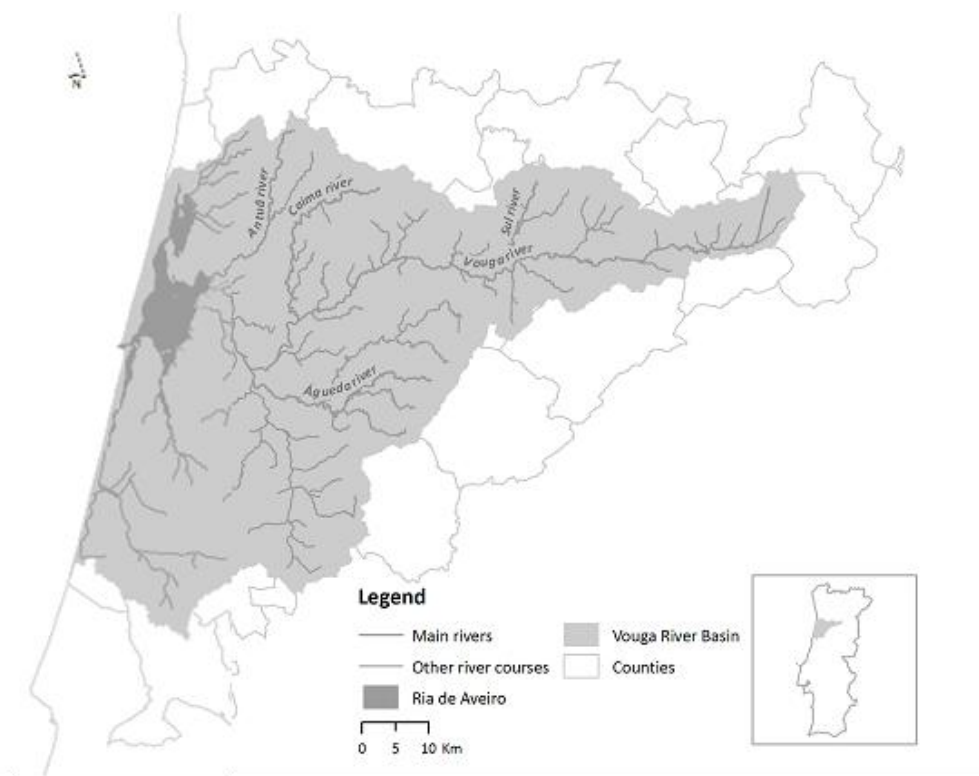 N
Antuã river
Caima river
Sul river
Vouga river
Águeda river
Legend
Main rivers
Vouga River Basin
Other river courses
Counties
Ria de Aveiro
0 5 10 Km